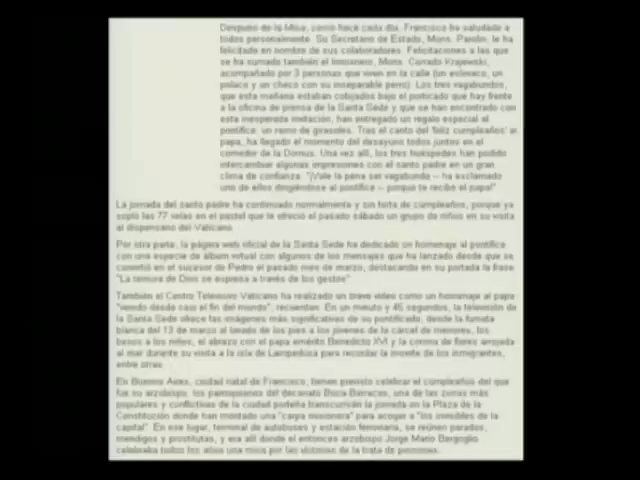 Después de la Misa, como hace cada día, Francisco ha saludado a
todos personalmente. Su Secretario de Estado, Mons. Parolin, le ha
felicitado en nombre de sus colaboradores. Felicitaciones a las que
se ha sumado también el limosnero, Mons. Corrado Krajewski,
acompañado por 3 personas que viven en la calle (un eslovaco, un
polaco y un checo con su inseparable perro). Los tres vagabundos,
que esta mañana estaban cobijados bajo el porticado que hay frente
a la oficina de prensa de la Santa Sede y que se han encontrado con
esta inesperada invitación, han entregado un regalo especial al
pontífice: un ramo de girasoles. Tras el canto del 'feliz cumpleaños' al
papa, ha llegado el momento del desayuno todos juntos en el
comedor de la Domus. Una vez allí, los tres huéspedes han podido
intercambiar algunas impresiones con el santo padre en un gran
clima de confianza. "¡Vale la pena ser vagabundo – ha exclamado
uno de ellos dirigiéndose al pontífice – porque te recibe el papa!"
La jornada del santo padre ha continuado normalmente y sin torta de cumpleaños, porque ya
sopló las 77 velas en el pastel que le ofreció el pasado sábado un grupo de niños en su visita
al dispensario del Vaticano.
Por otra parte, la página web oficial de la Santa Sede ha dedicado un homenaje al pontífice
con una especie de álbum virtual con algunos de los mensajes que ha lanzado desde que se
convirtió en el sucesor de Pedro el pasado mes de marzo, destacando en su portada la frase
"La ternura de Dios se expresa a través de los gestos".
También el Centro Televisivo Vaticano ha realizado un breve video como un homenaje al papa
"venido desde casi el fin del mundo", recuerdan. En un minuto y 45 segundos, la televisión de
la Santa Sede ofrece las imágenes más significativas de su pontificado, desde la fumata
blanca del 13 de marzo al lavado de los pies a los jóvenes de la cárcel de menores, los
besos a los niños, el abrazo con el papa emérito Benedicto XVI y la corona de flores arrojada
al mar durante su visita a la isla de Lampedusa para recordar la muerte de los inmigrantes,
entre otras.
En Buenos Aires, ciudad natal de Francisco, tienen previsto celebrar el cumpleaños del que
fue su arzobispo: los parroquianos del decanato Boca-Barracas, una de las zonas más
populares y conflictivas de la ciudad porteña transcurrirán la jornada en la Plaza de la
Constitución donde han montado una "carpa misionera" para acoger a "los invisibles de la
capital". En ese lugar, terminal de autobuses y estación ferroviaria, se reúnen parados,
mendigos y prostitutas, y era allí donde el entonces arzobispo Jorge Mario Bergoglio
celebraba todos los años una misa por las víctimas de la trata de personas.